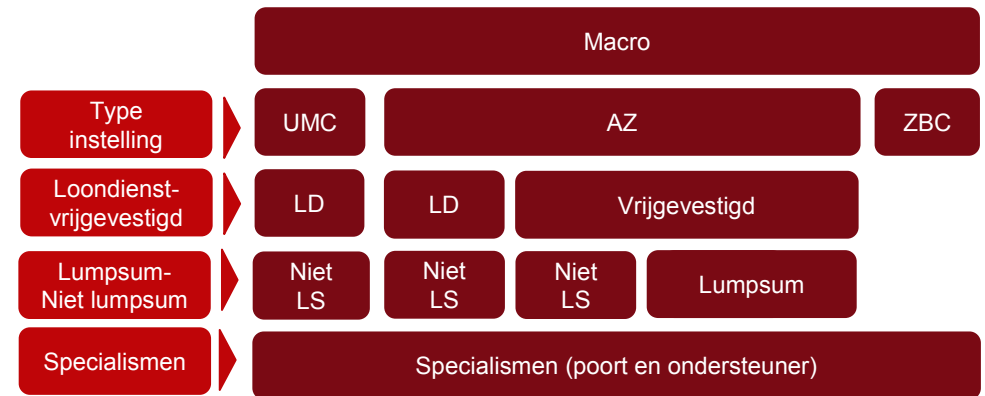 Macro
Type
instelling
UMC
AZ
ZBC
Loondienst-
vrijgevestigd
LD
LD
Vrijgevestigd
Lumpsum-
Niet lumpsum
Niet
LS
Niet
LS
Niet
LS
Lumpsum
Specialismen
Specialismen (poort en ondersteuner)